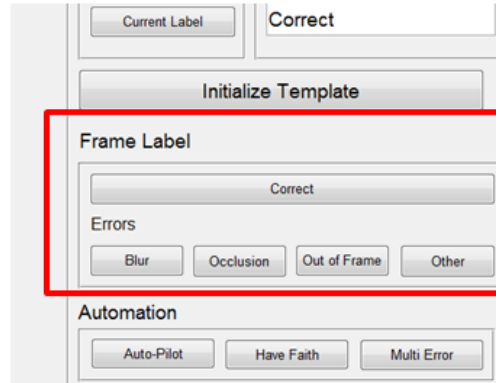 Current Label
Correct
Initialize Template
Frame Label
Correct
Errors
Blur Occlusion Out of Frame Other
Automation
Auto-Pilot Have Faith Multi Error